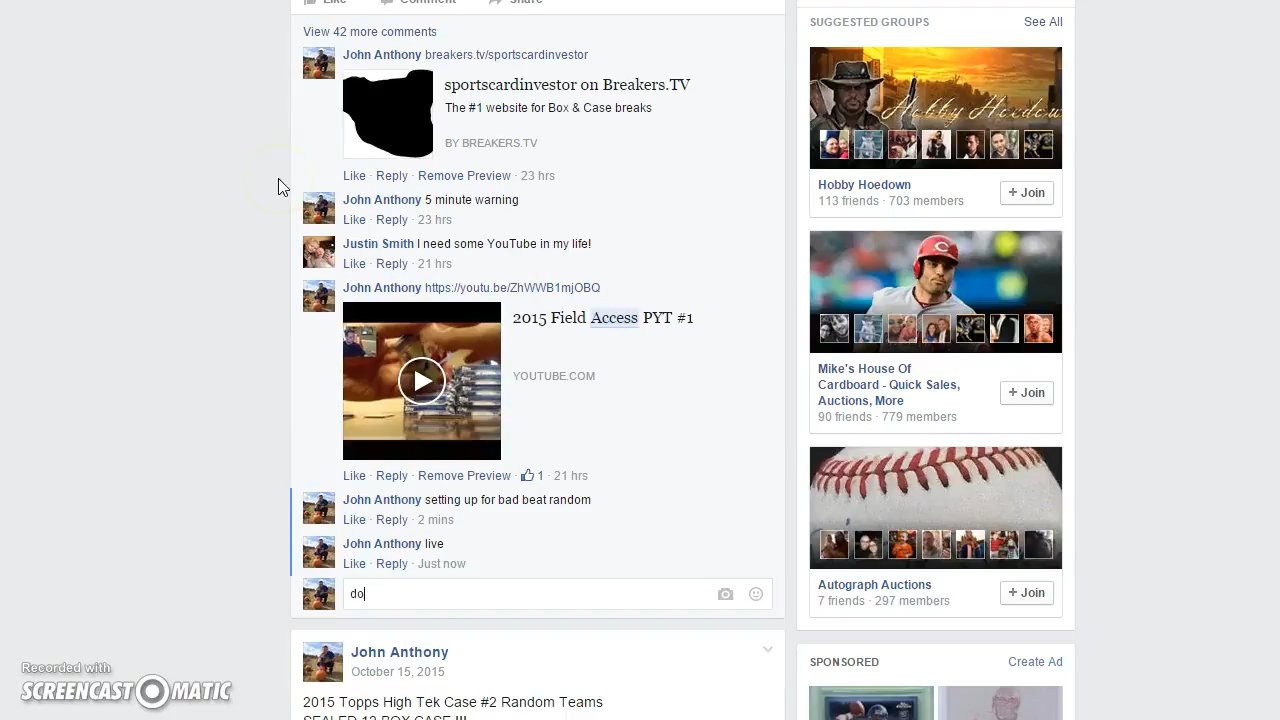 Like Comment Share
View 42 more comments
John Anthony breakers.tv/sportscardinvestor
sportscardinvestor on Breakers.TV
The #1 website for Box & Case breaks
BY BREAKERS.TV
Like · Reply · Remove Preview · 23 hrs
John Anthony 5 minute warning
Like · Reply · 23 hrs
Justin Smith I need some YouTube in my life!
Like · Reply · 21 hrs
John Anthony https://youtu.be/ZhWWB1mjOBQ
2015 Field Access PYT #1
YOUTUBE.COM
Like · Reply · Remove Preview · 1 · 21 hrs
John Anthony setting up for bad beat random
Like · Reply · 2 mins
John Anthony live
Like · Reply · Just now
do
John Anthony
October 15, 2015
2015 Topps High Tek Case #2 Random Teams
SEALED 12 BOX CASE !!!
SUGGESTED GROUPS See All
Hobby Hoedown
Hobby Hoedown
113 friends · 703 members
+ Join
Mike's House Of
Cardboard - Quick Sales,
Auctions, More
90 friends · 779 members
+ Join
Autograph Auctions
7 friends · 297 members
+ Join
SPONSORED Create Ad
Recorded with
SCREENCAST-O-MATIC